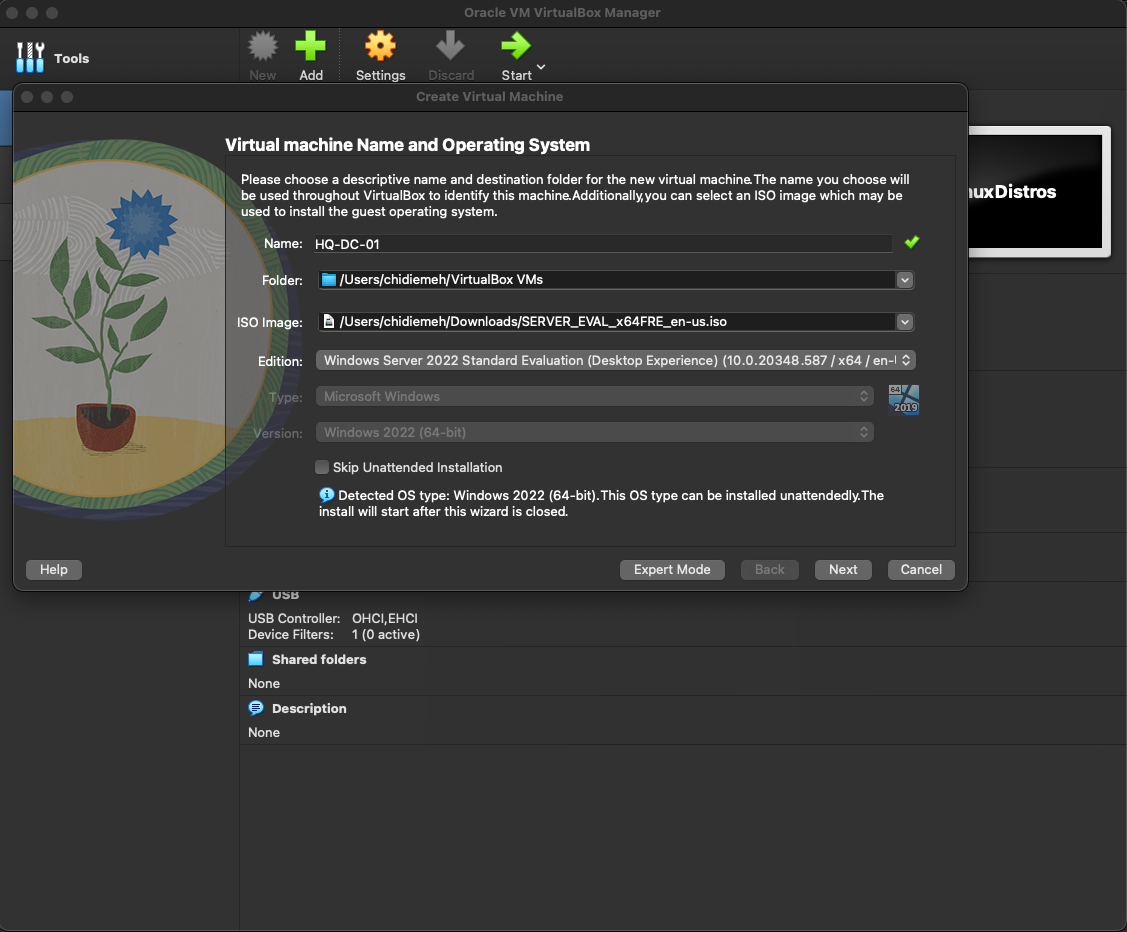 Oracle VM VirtualBox Manager
Tools
New
Add
Settings
Discard
Start
Create Virtual Machine
Virtual machine Name and Operating System
Please choose a descriptive name and destination folder for the new virtual machine.The name you choose will
be used throughout VirtualBox to identify this machine.Additionally,you can select an ISO image which may be
used to install the guest operating system.
Name: HQ-DC-01
Folder: /Users/chidiemeh/VirtualBox VMs
ISO Image: /Users/chidiemeh/Downloads/SERVER_EVAL_x64FRE_en-us.iso
Edition: Windows Server 2022 Standard Evaluation (Desktop Experience) (10.0.20348.587 / x64 / en-
Type: Microsoft Windows
64
2019
Version: Windows 2022 (64-bit)
Skip Unattended Installation
Detected OS type: Windows 2022 (64-bit).This OS type can be installed unattendedly.The
install will start after this wizard is closed.
Help
Expert Mode
Back
Next
Cancel
uxDistros
USB
USB Controller: OHCI,EHCI
Device Filters: 1 (0 active)
Shared folders
None
Description
None